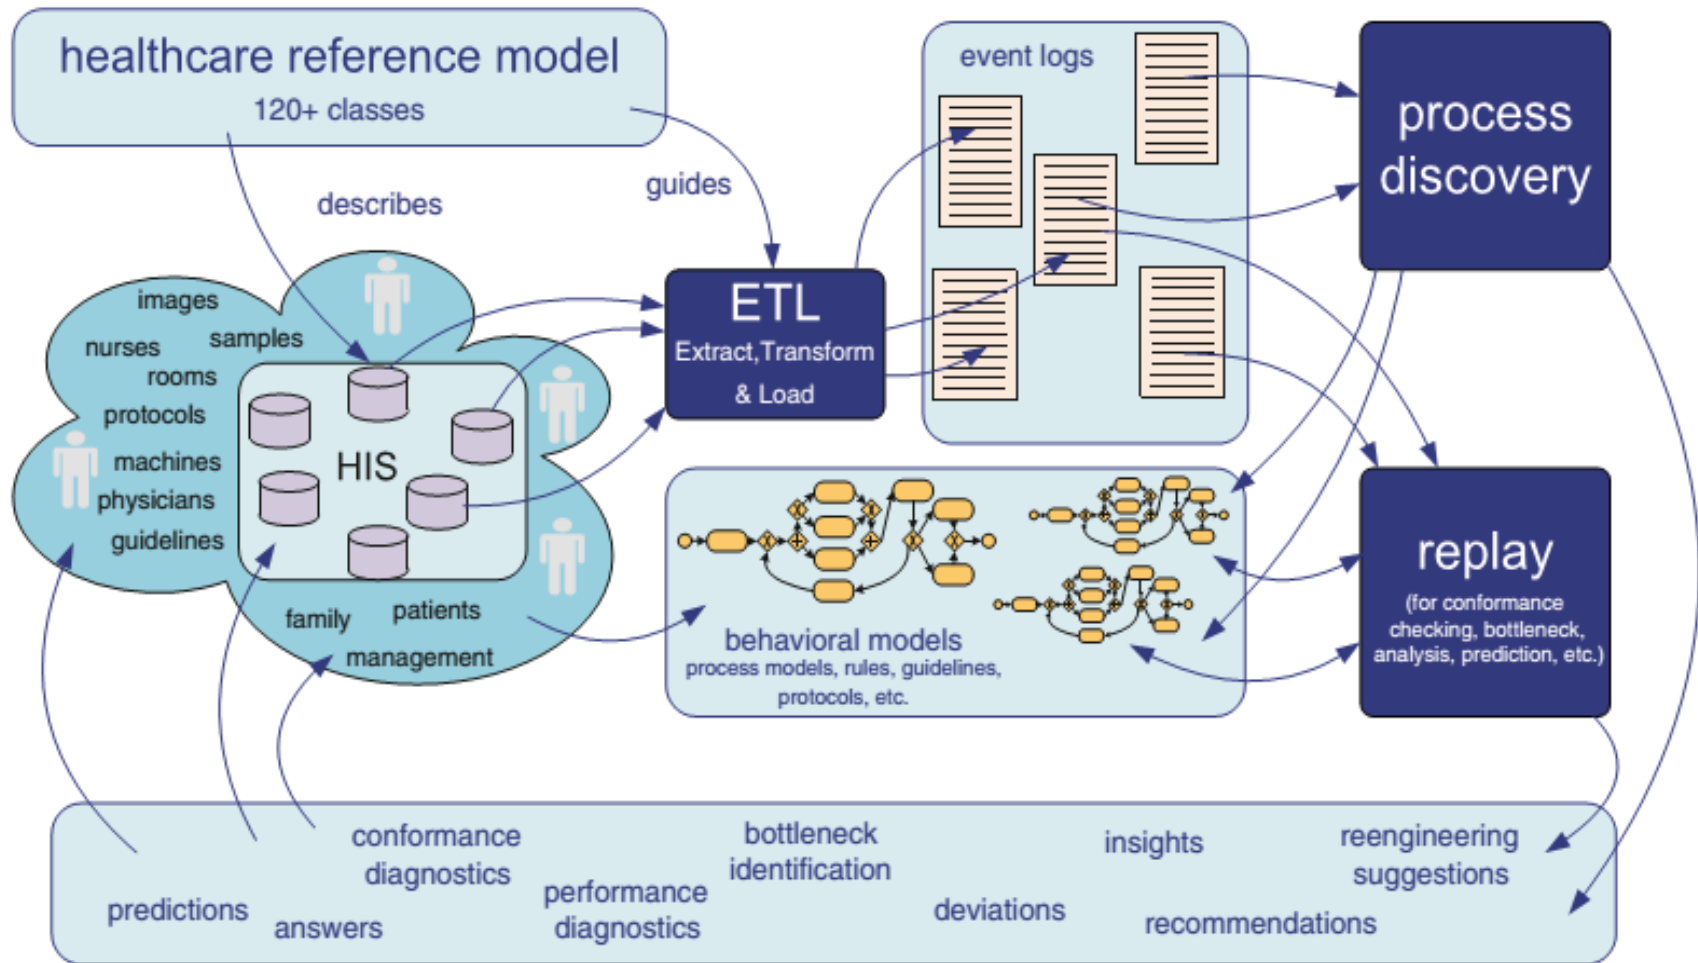 healthcare reference model
120+ classes
describes
guides
event logs
process
discovery
images
samples
nurses
rooms
protocols
machines
physicians
guidelines
HIS
family
patients
management
ETL
Extract,Transform
& Load
behavioral models
process models, rules, guidelines,
protocols, etc.
replay
(for conformance
checking, bottleneck,
analysis, prediction, etc.)
predictions
answers
conformance
diagnostics
performance
diagnostics
bottleneck
identification
deviations
insights
recommendations
reengineering
suggestions